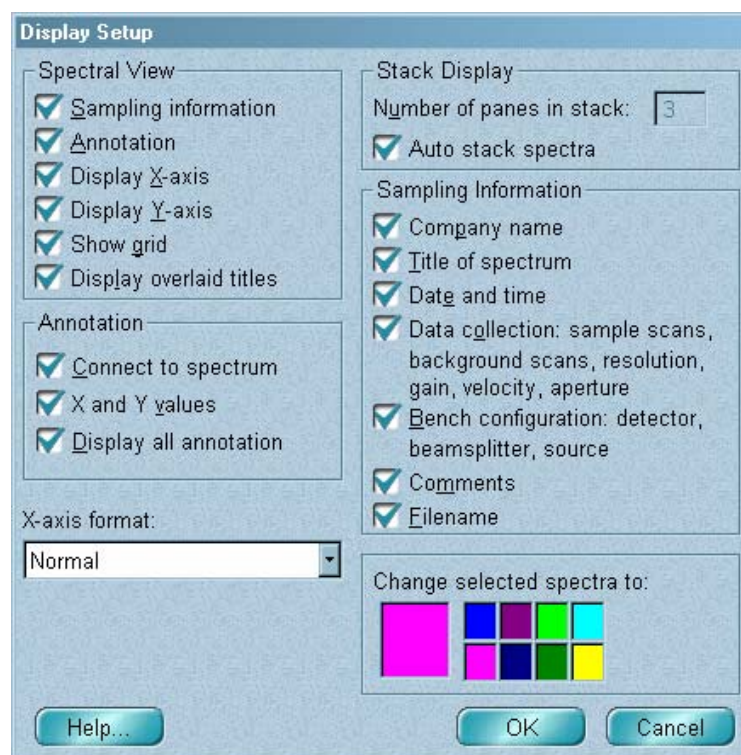 Display Setup
Spectral View
Sampling information
Annotation
Display X-axis
Display Y-axis
Show grid
Display overlaid titles
Annotation
Connect to spectrum
X and Y values
Display all annotation
X-axis format:
Normal
Stack Display
Number of panes in stack: 3
Auto stack spectra
Sampling Information
Company name
Title of spectrum
Date and time
Data collection: sample scans,
background scans, resolution,
gain, velocity, aperture
Bench configuration: detector,
beamsplitter, source
Comments
Filename
Change selected spectra to:
Help...
OK
Cancel